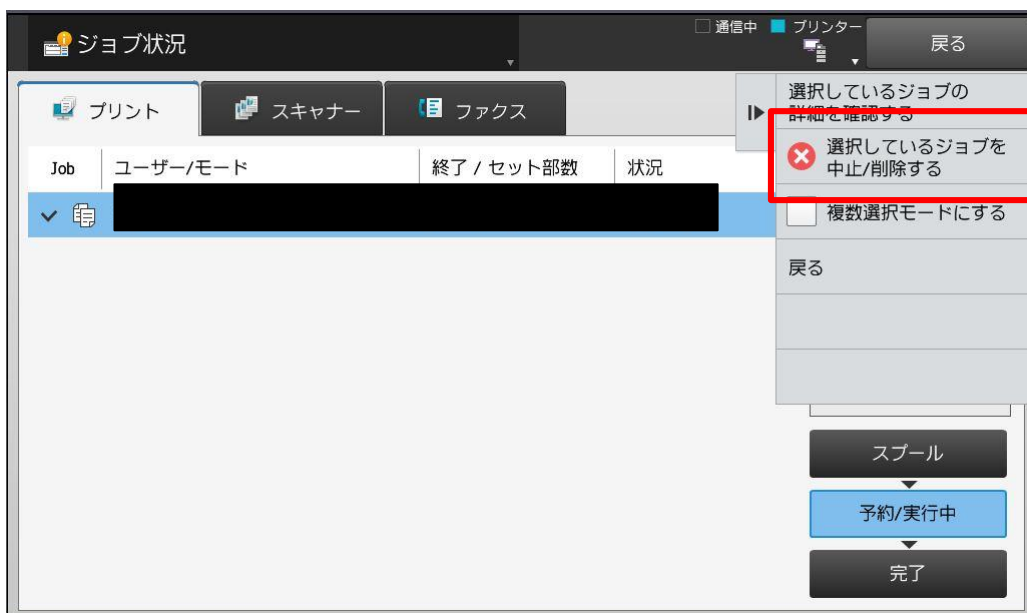 ジョブ状況
通信中
プリンター
戻る
プリント
スキャナー
ファクス
選択しているジョブの
詳細を確認する
選択しているジョブを
中止/削除する
複数選択モードにする
戻る
Job
ユーザー/モード
終了 / セット部数
状況
スプール
予約/実行中
完了